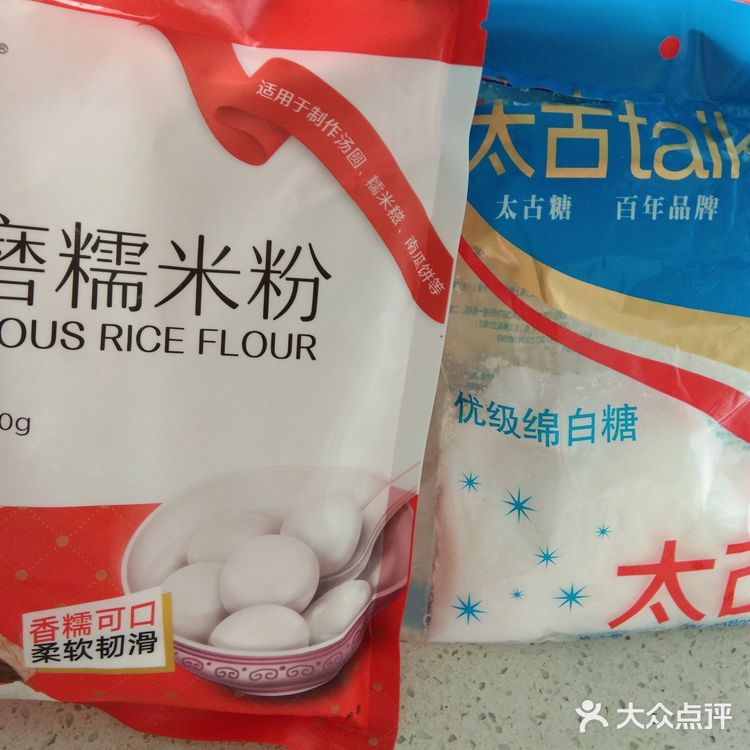 ®
适用于制作汤圆、糯米糍、南瓜饼等
磨糯米粉
OUS RICE FLOUR
0g
香糯可口
柔软韧滑
太古taik
太古糖 百年品牌
优级绵白糖
太古
大众点评